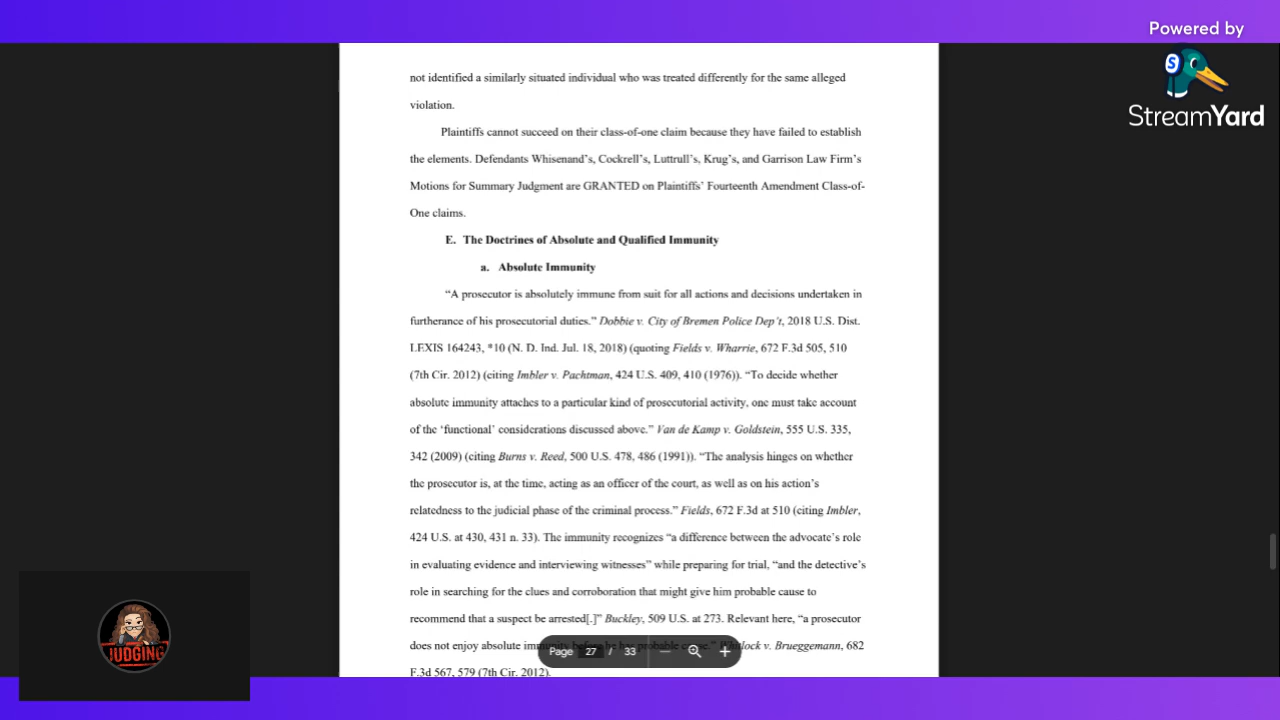 Powered by
StreamYard
not identified a similarly situated individual who was treated differently for the same alleged
violation.
Plaintiffs cannot succeed on their class-of-one claim because they have failed to establish
the elements. Defendants Whisenand’s, Cockrell’s, Luttrull’s, Krug’s, and Garrison Law Firm’s
Motions for Summary Judgment are GRANTED on Plaintiffs’ Fourteenth Amendment Class-of-
One claims.
E. The Doctrines of Absolute and Qualified Immunity
a. Absolute Immunity
“A prosecutor is absolutely immune from suit for all actions and decisions undertaken in
furtherance of his prosecutorial duties.” Dobbie v. City of Bremen Police Dep’t, 2018 U.S. Dist.
LEXIS 164243, *10 (N. D. Ind. Jul. 18, 2018) (quoting Fields v. Wharrie, 672 F.3d 505, 510
(7th Cir. 2012) (citing Imbler v. Pachtman, 424 U.S. 409, 410 (1976)). “To decide whether
absolute immunity attaches to a particular kind of prosecutorial activity, one must take account
of the ‘functional’ considerations discussed above.” Van de Kamp v. Goldstein, 555 U.S. 335,
342 (2009) (citing Burns v. Reed, 500 U.S. 478, 486 (1991)). “The analysis hinges on whether
the prosecutor is, at the time, acting as an officer of the court, as well as on his action’s
relatedness to the judicial phase of the criminal process.” Fields, 672 F.3d at 510 (citing Imbler,
424 U.S. at 430, 431 n. 33). The immunity recognizes “a difference between the advocate’s role
in evaluating evidence and interviewing witnesses” while preparing for trial, “and the detective’s
role in searching for the clues and corroboration that might give him probable cause to
recommend that a suspect be arrested[.]” Buckley, 509 U.S. at 273. Relevant here, “a prosecutor
does not enjoy absolute immunity before he has probable cause.” Whitlock v. Brueggemann, 682
F.3d 567, 579 (7th Cir. 2012).
Page 27 / 33
JUDGING